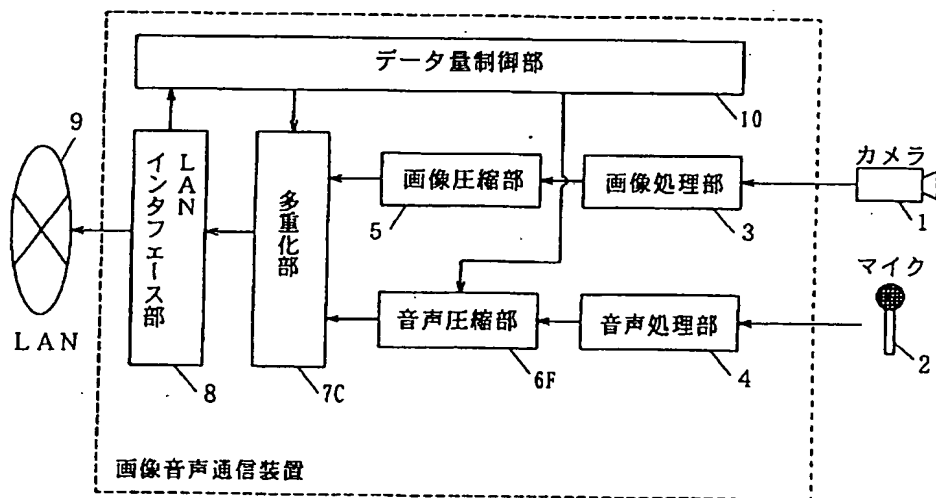 データ量制御部
10
9
LAN
LANインタフェース部
8
多重化部
7C
画像圧縮部
5
画像処理部
3
カメラ
1
音声圧縮部
6F
音声処理部
4
マイク
2
画像音声通信装置